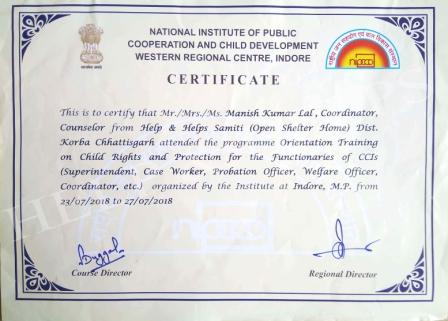 NATIONAL INSTITUTE OF PUBLIC
COOPERATION AND CHILD DEVELOPMENT
WESTERN REGIONAL CENTRE, INDORE
CERTIFICATE
This is to certify that Mr./Mrs./Ms. Manish Kumar Lal , Coordinator,
Counselor from Help & Helps Samiti (Open Shelter Home) Dist.
Korba Chhattisgarh attended the programme Orientation Training
on Child Rights and Protection for the Functionaries of CCIs
(Superintendent, Case Worker, Probation Officer, Welfare Officer,
Coordinator, etc.) organized by the Institute at Indore, M.P. from
23/07/2018 to 27/07/2018
Course Director
Regional Director